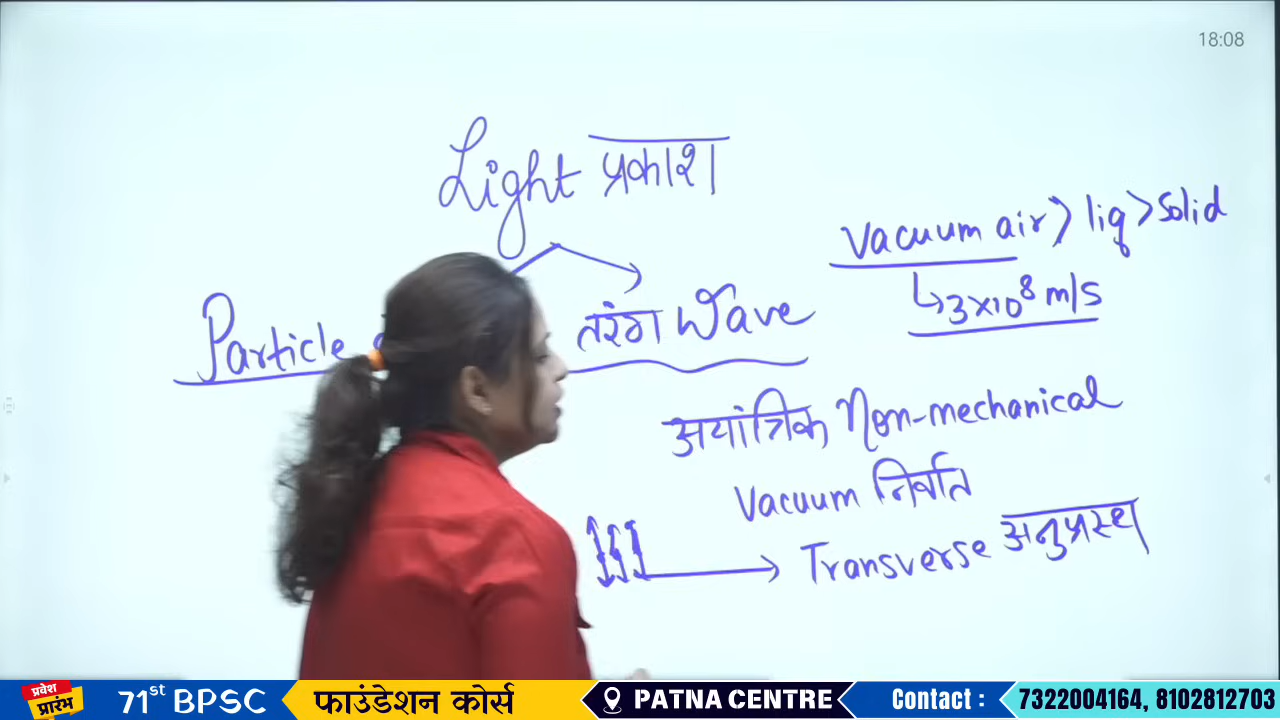 18:08
Light प्रकाश
Vacuum air > liq > Solid
↳ 3×10⁸ m/s
Particle
तरंग Wave
अयांत्रिक Non-mechanical
Vacuum निर्वात
Transverse अनुप्रस्थ
प्रवेश प्रारंभ
71st BPSC
फाउंडेशन कोर्स
PATNA CENTRE
Contact : 7322004164, 8102812703